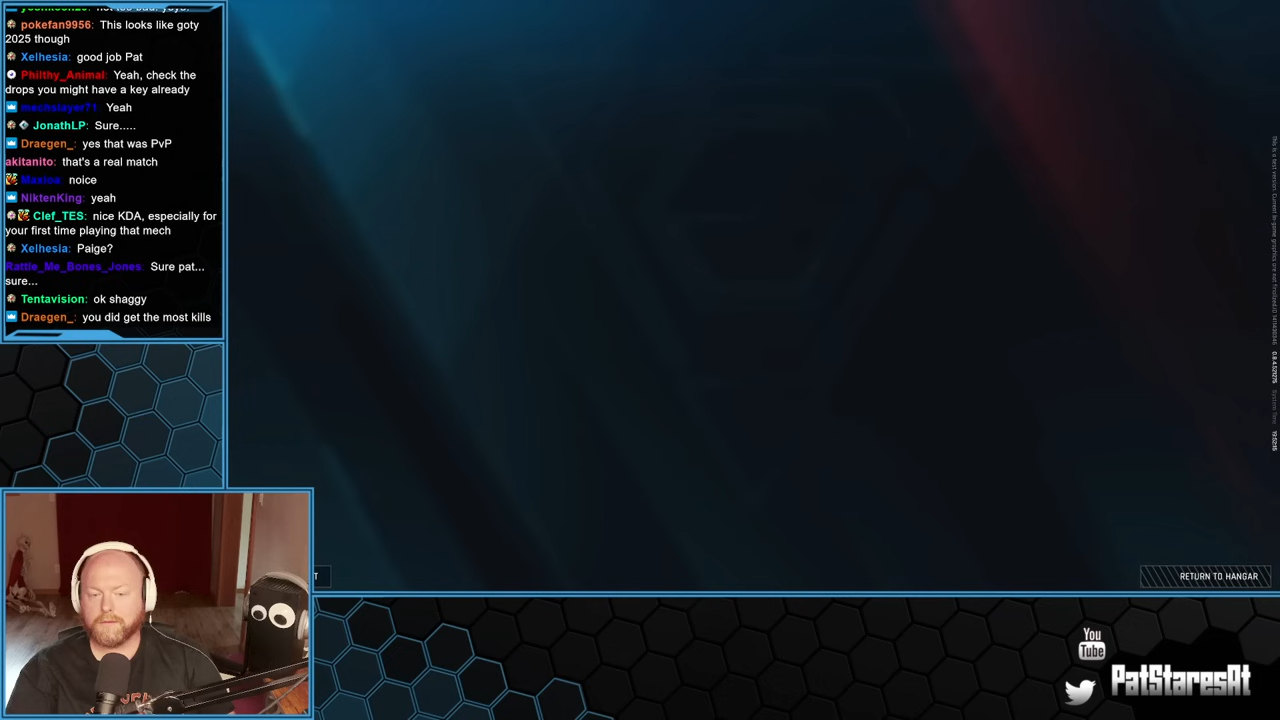 pokefan9956: This looks like goty
2025 though
Xelhesia: good job Pat
Philthy_Animal: Yeah, check the
drops you might have a key already
mechslayer71: Yeah
JonathLP: Sure.....
Draegen_: yes that was PvP
akitanito: that's a real match
Maxica: noice
NiktenKing: yeah
Clef_TES: nice KDA, especially for
your first time playing that mech
Xelhesia: Paige?
Rattle_Me_Bones_Jones: Sure pat...
sure...
Tentavision: ok shaggy
Draegen_: you did get the most kills
T
RETURN TO HANGAR
You
Tube
PatStaresAt